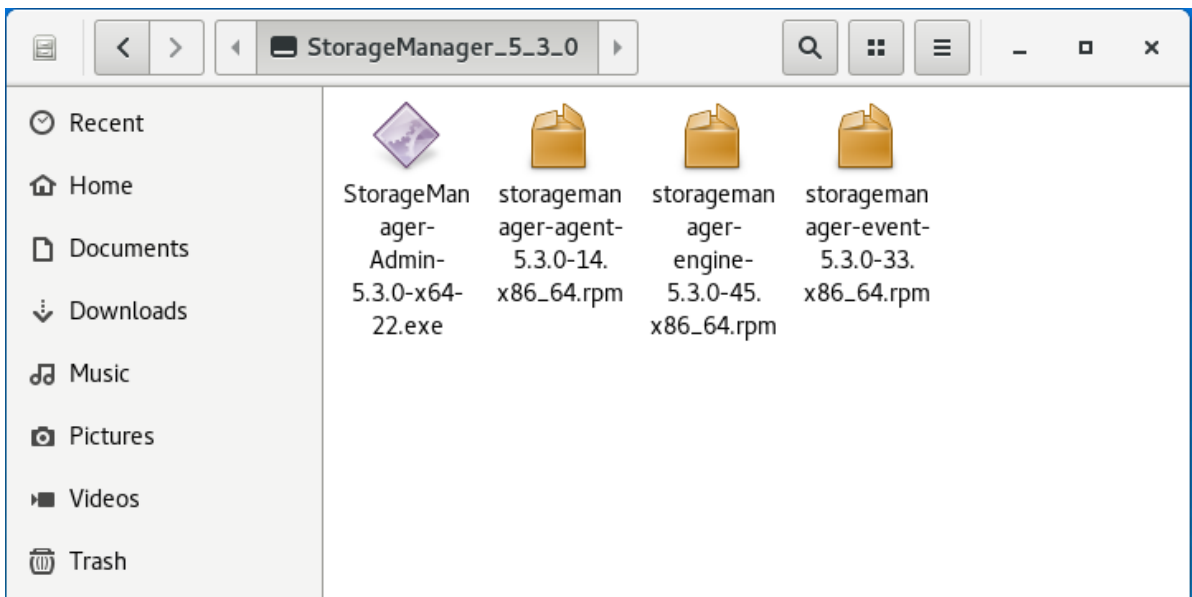 StorageManager_5_3_0
Recent
Home
Documents
Downloads
Music
Pictures
Videos
Trash
StorageMan
ager-
Admin-
5.3.0-x64-
22.exe
storageman
ager-agent-
5.3.0-14.
x86_64.rpm
storageman
ager-
engine-
5.3.0-45.
x86_64.rpm
storageman
ager-event-
5.3.0-33.
x86_64.rpm